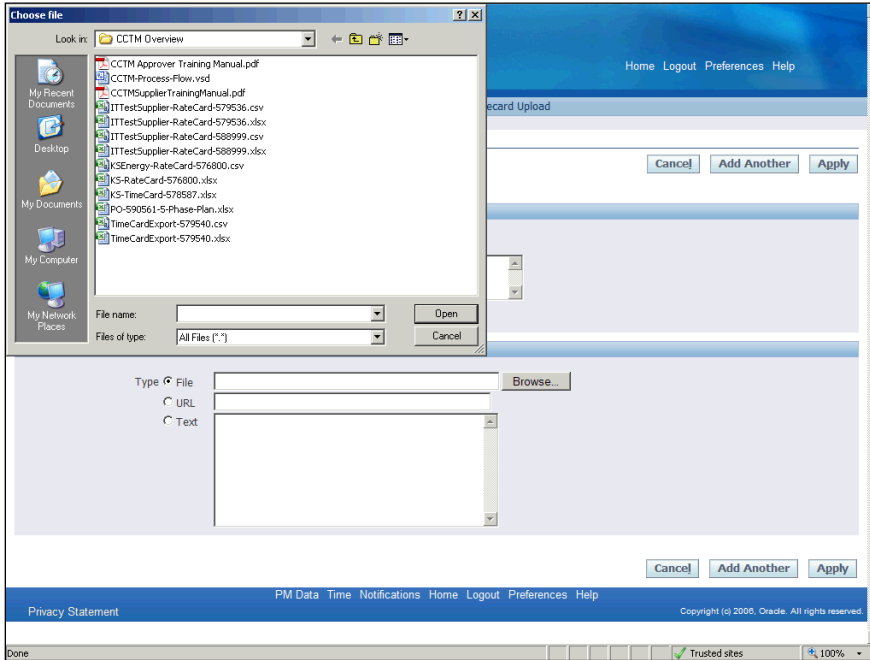 Choose file
Look in: CCTM Overview
My Recent Documents
Desktop
My Documents
My Computer
My Network Places
CCTM Approver Training Manual.pdf
CCTM-Process-Flow.vsd
CCTMSupplierTrainingManual.pdf
ITTestSupplier-RateCard-579536.csv
ITTestSupplier-RateCard-579536.xlsx
ITTestSupplier-RateCard-588999.csv
ITTestSupplier-RateCard-588999.xlsx
KSEnergy-RateCard-576800.csv
KS-RateCard-576800.xlsx
KS-TimeCard-578587.xlsx
PO-590561-5-Phase-Plan.xlsx
TimeCardExport-579540.csv
TimeCardExport-579540.xlsx
File name: Open
Files of type: All Files (*.*) Cancel
Home Logout Preferences Help
ecard Upload
Cancel Add Another Apply
Type File Browse...
URL
Text
Cancel Add Another Apply
PM Data Time Notifications Home Logout Preferences Help
Privacy Statement Copyright (c) 2006, Oracle. All rights reserved.
Done Trusted sites 100%